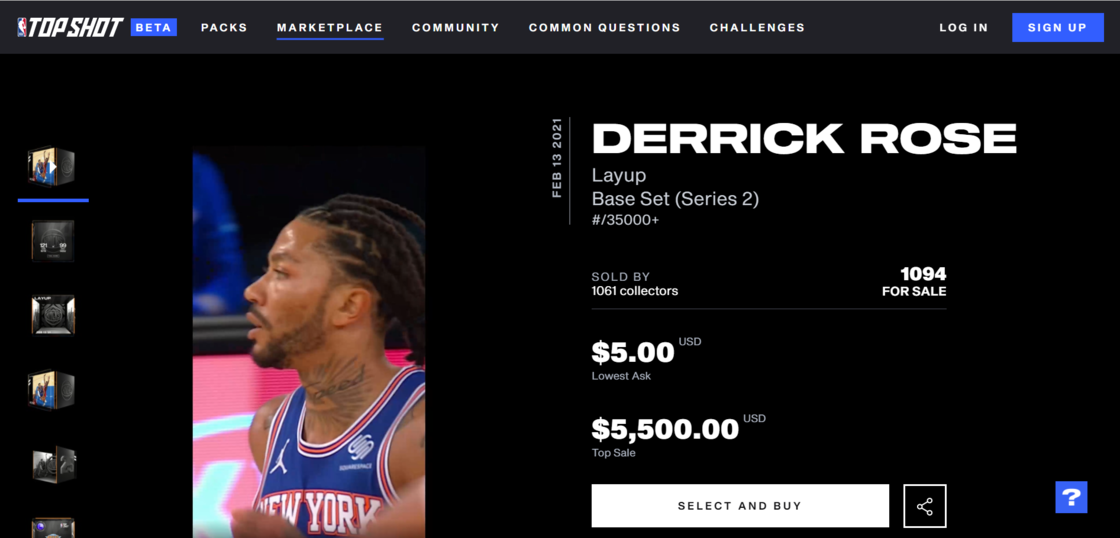 TOP SHOT BETA PACKS MARKETPLACE COMMUNITY COMMON QUESTIONS CHALLENGES LOG IN SIGN UP
FEB 13 2021
DERRICK ROSE
Layup
Base Set (Series 2)
#/35000+
SOLD BY
1061 collectors
1094
FOR SALE
$5.00 USD
Lowest Ask
$5,500.00 USD
Top Sale
SELECT AND BUY
?
SQUARESPACE
NEW YORK
LAYUP